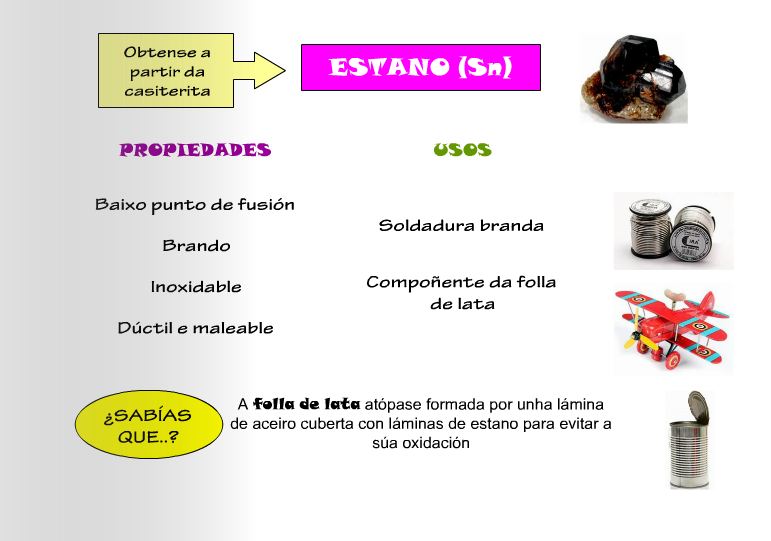 Obtense a
partir da
casiterita
ESTANO (Sn)
PROPIEDADES
USOS
Baixo punto de fusión
Brando
Inoxidable
Dúctil e maleable
Soldadura branda
Compoñente da folla
de lata
¿SABÍAS
QUE..?
A folla de lata atópase formada por unha lámina
de aceiro cuberta con láminas de estano para evitar a
súa oxidación